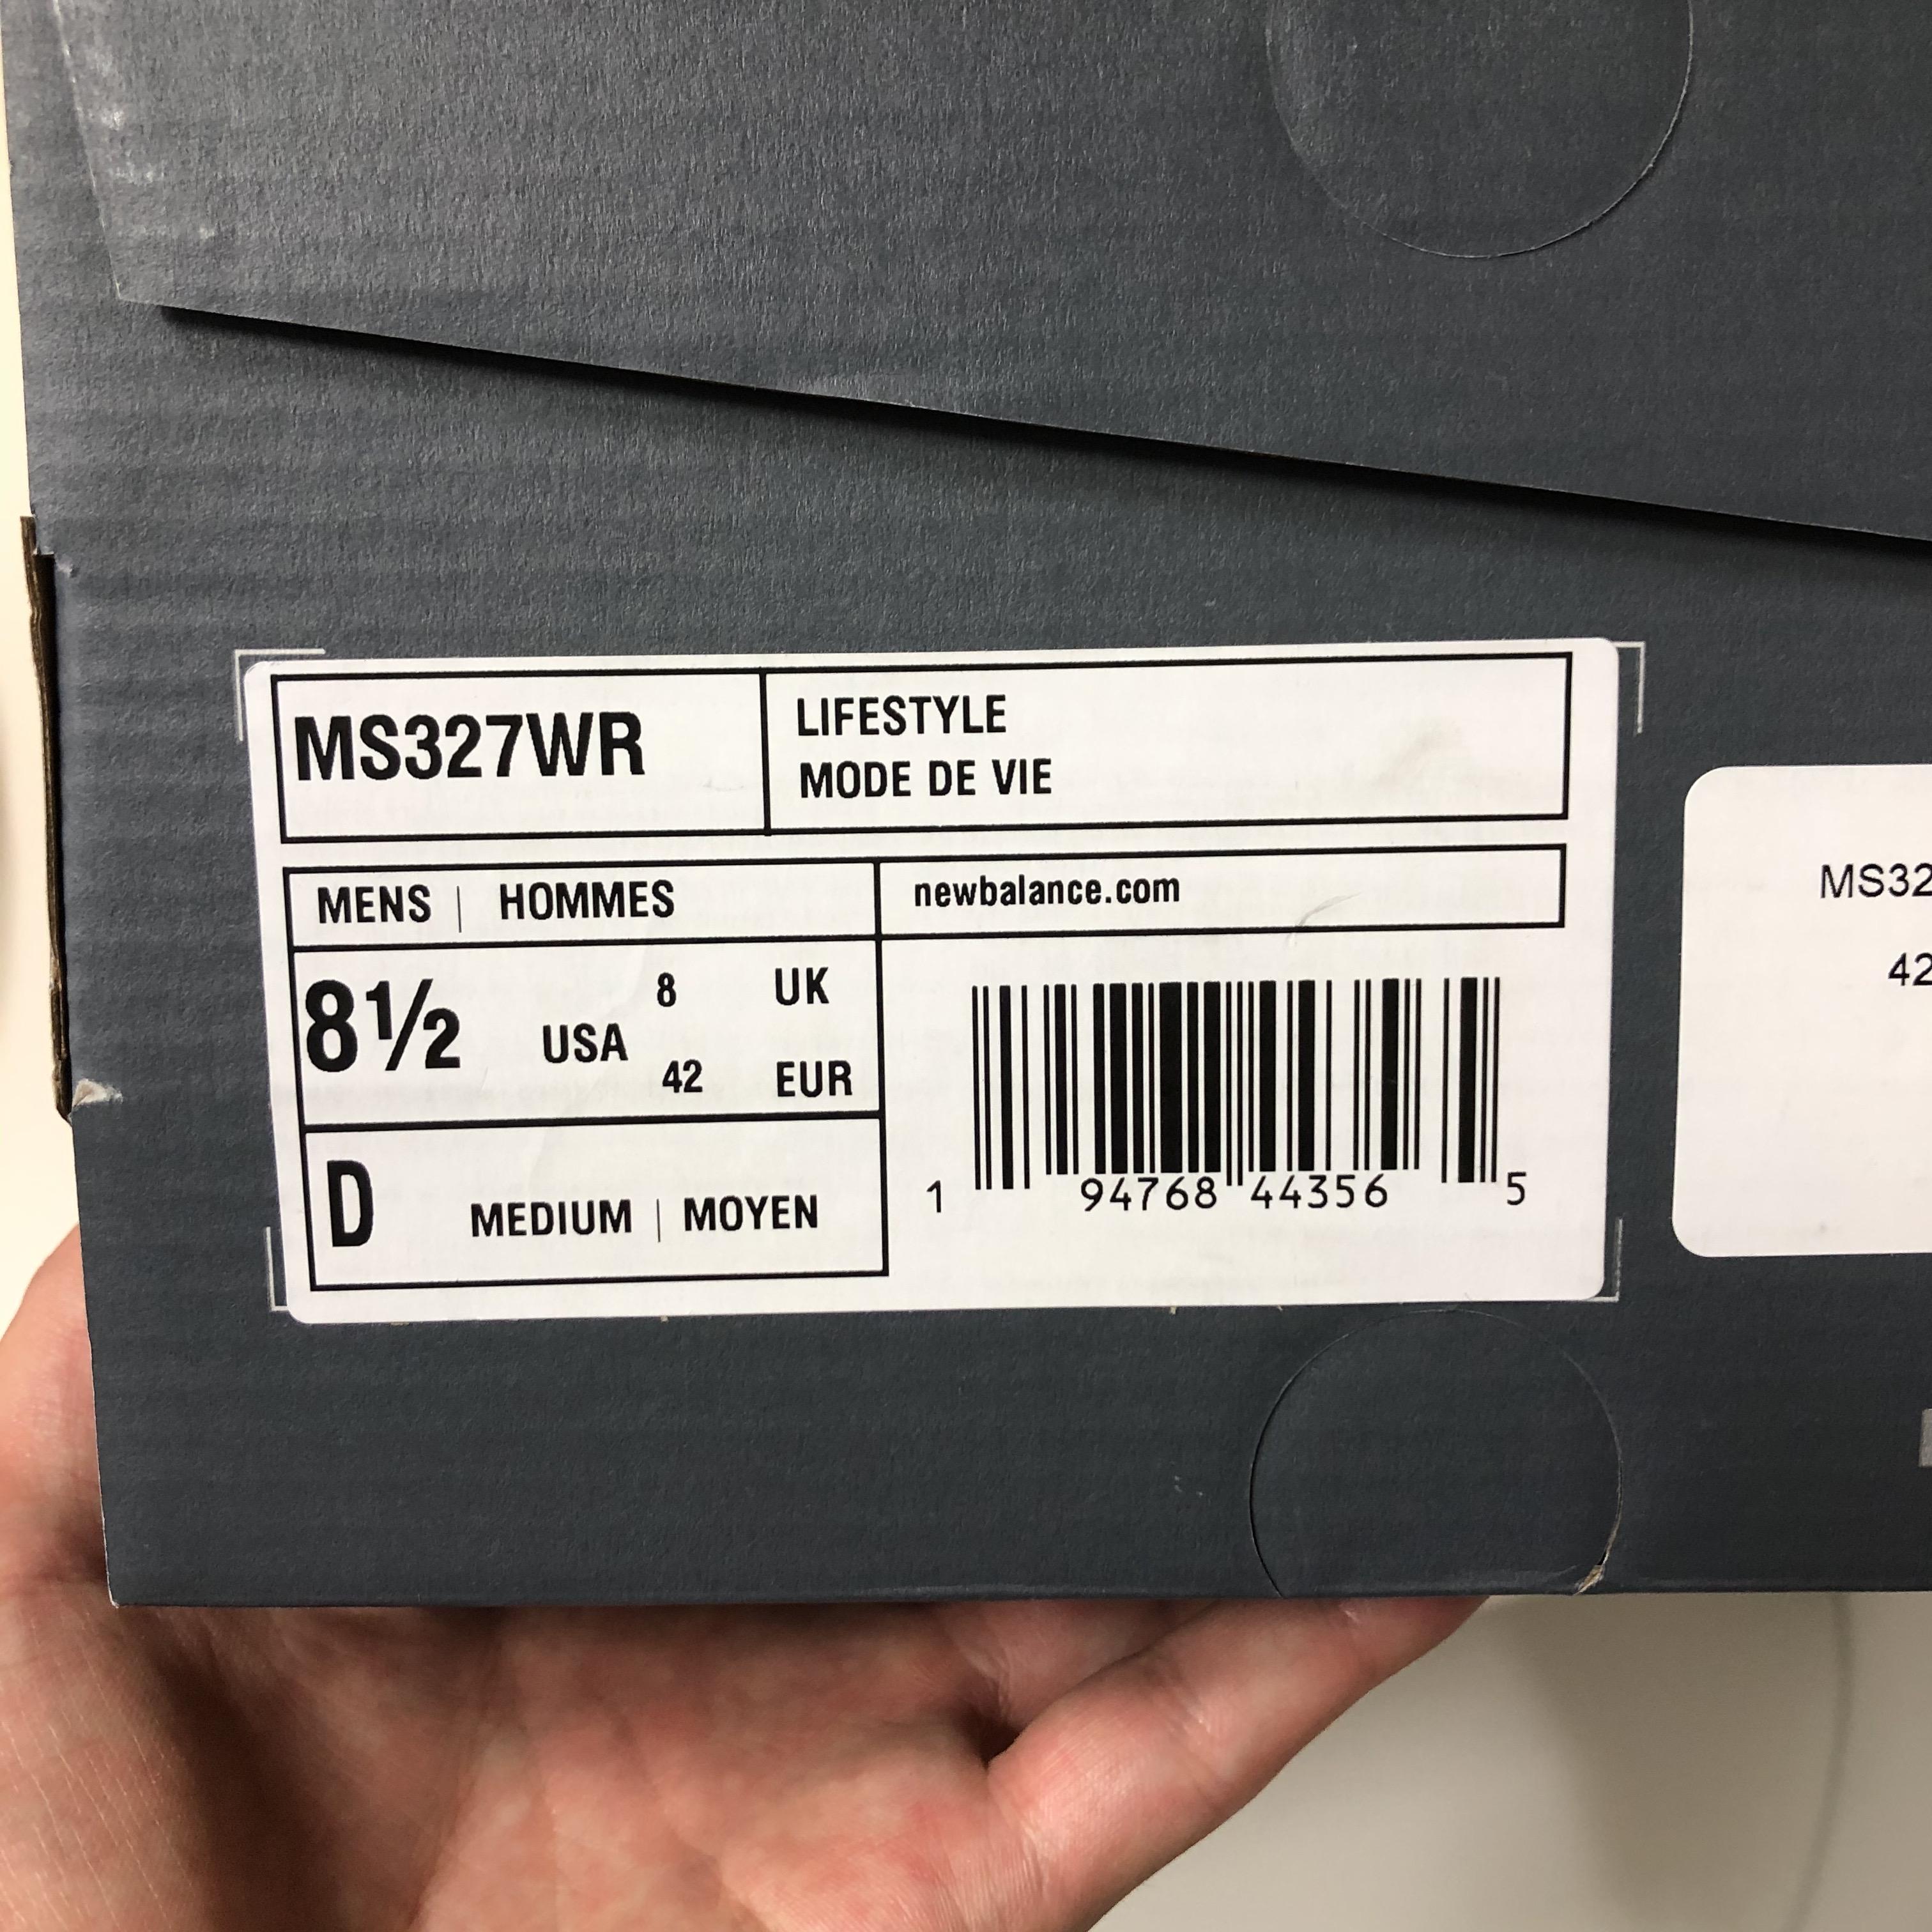 MS327WR
LIFESTYLE
MODE DE VIE
MENS | HOMMES
newbalance.com
8½ USA
8 UK
42 EUR
D MEDIUM | MOYEN
1 94768 44356 5
MS32
42